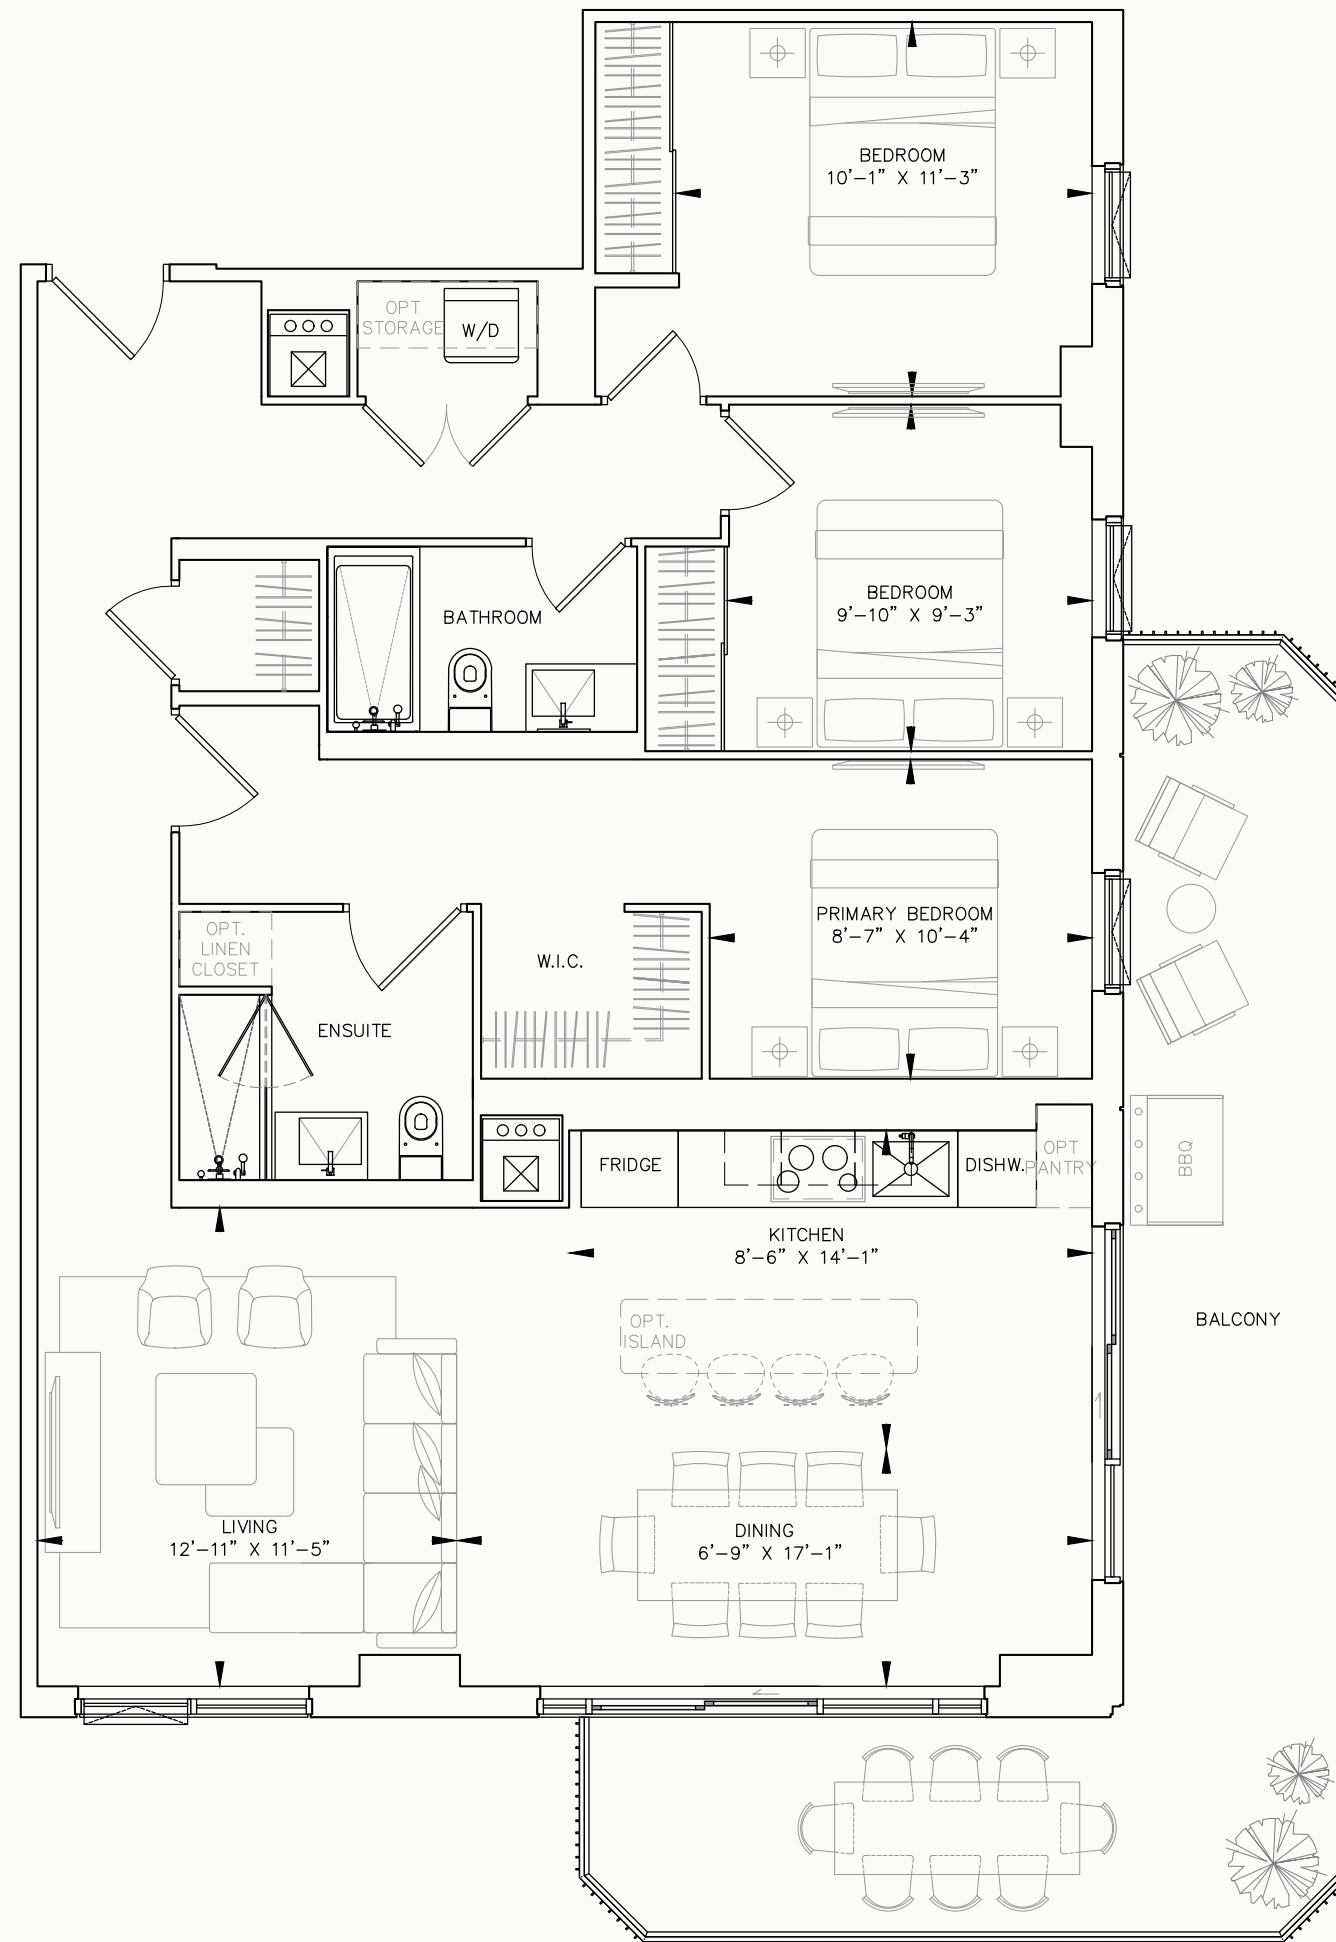 BEDROOM
10'-1" X 11'-3"
OPT
STORAGE
W/D
BEDROOM
9'-10" X 9'-3"
BATHROOM
PRIMARY BEDROOM
8'-7" X 10'-4"
OPT.
LINEN
CLOSET
W.I.C.
ENSUITE
FRIDGE
DISHW.
OPT
PANTRY
BBQ
KITCHEN
8'-6" X 14'-1"
BALCONY
OPT.
ISLAND
LIVING
12'-11" X 11'-5"
DINING
6'-9" X 17'-1"